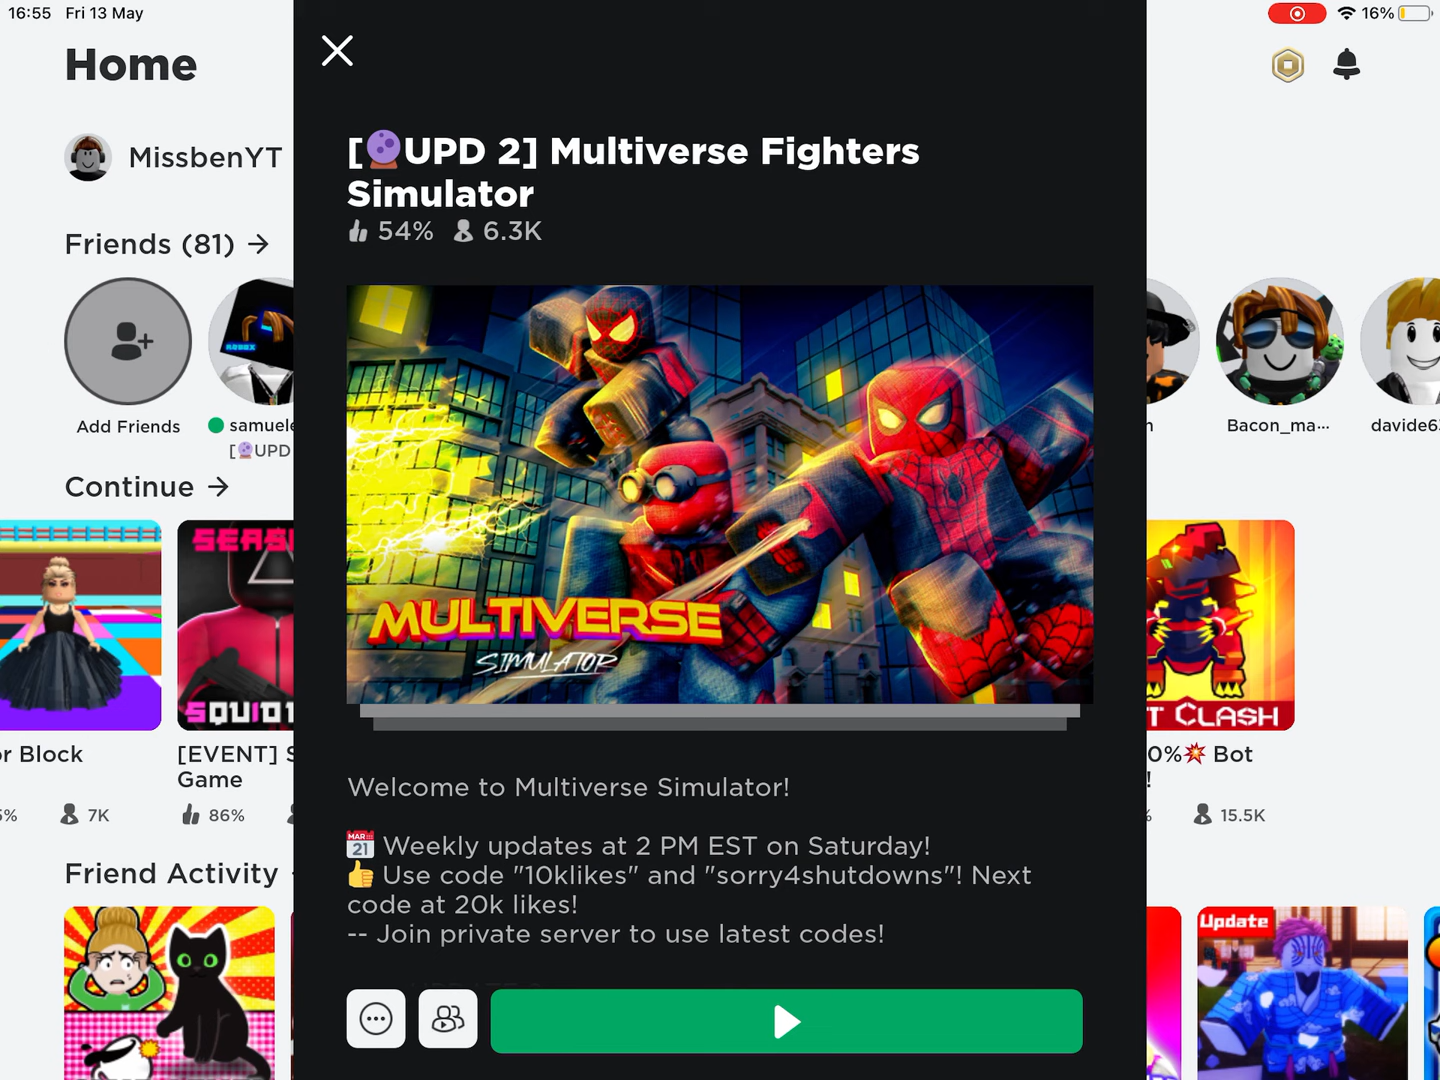 16:55 Fri 13 May
16%
Home
MissbenYT
Friends (81)
Add Friends
samuele
[🔮UPD
Bacon_ma...
davide6
Continue
or Block
7K
[EVENT] S
Game
86%
SQUID
T CLASH
0%💥 Bot
!
15.5K
Friend Activity
Update
[🔮UPD 2] Multiverse Fighters
Simulator
54% 6.3K
MULTIVERSE
SIMULATOR
Welcome to Multiverse Simulator!
MAR 21
Weekly updates at 2 PM EST on Saturday!
👍 Use code "10klikes" and "sorry4shutdowns"! Next
code at 20k likes!
-- Join private server to use latest codes!